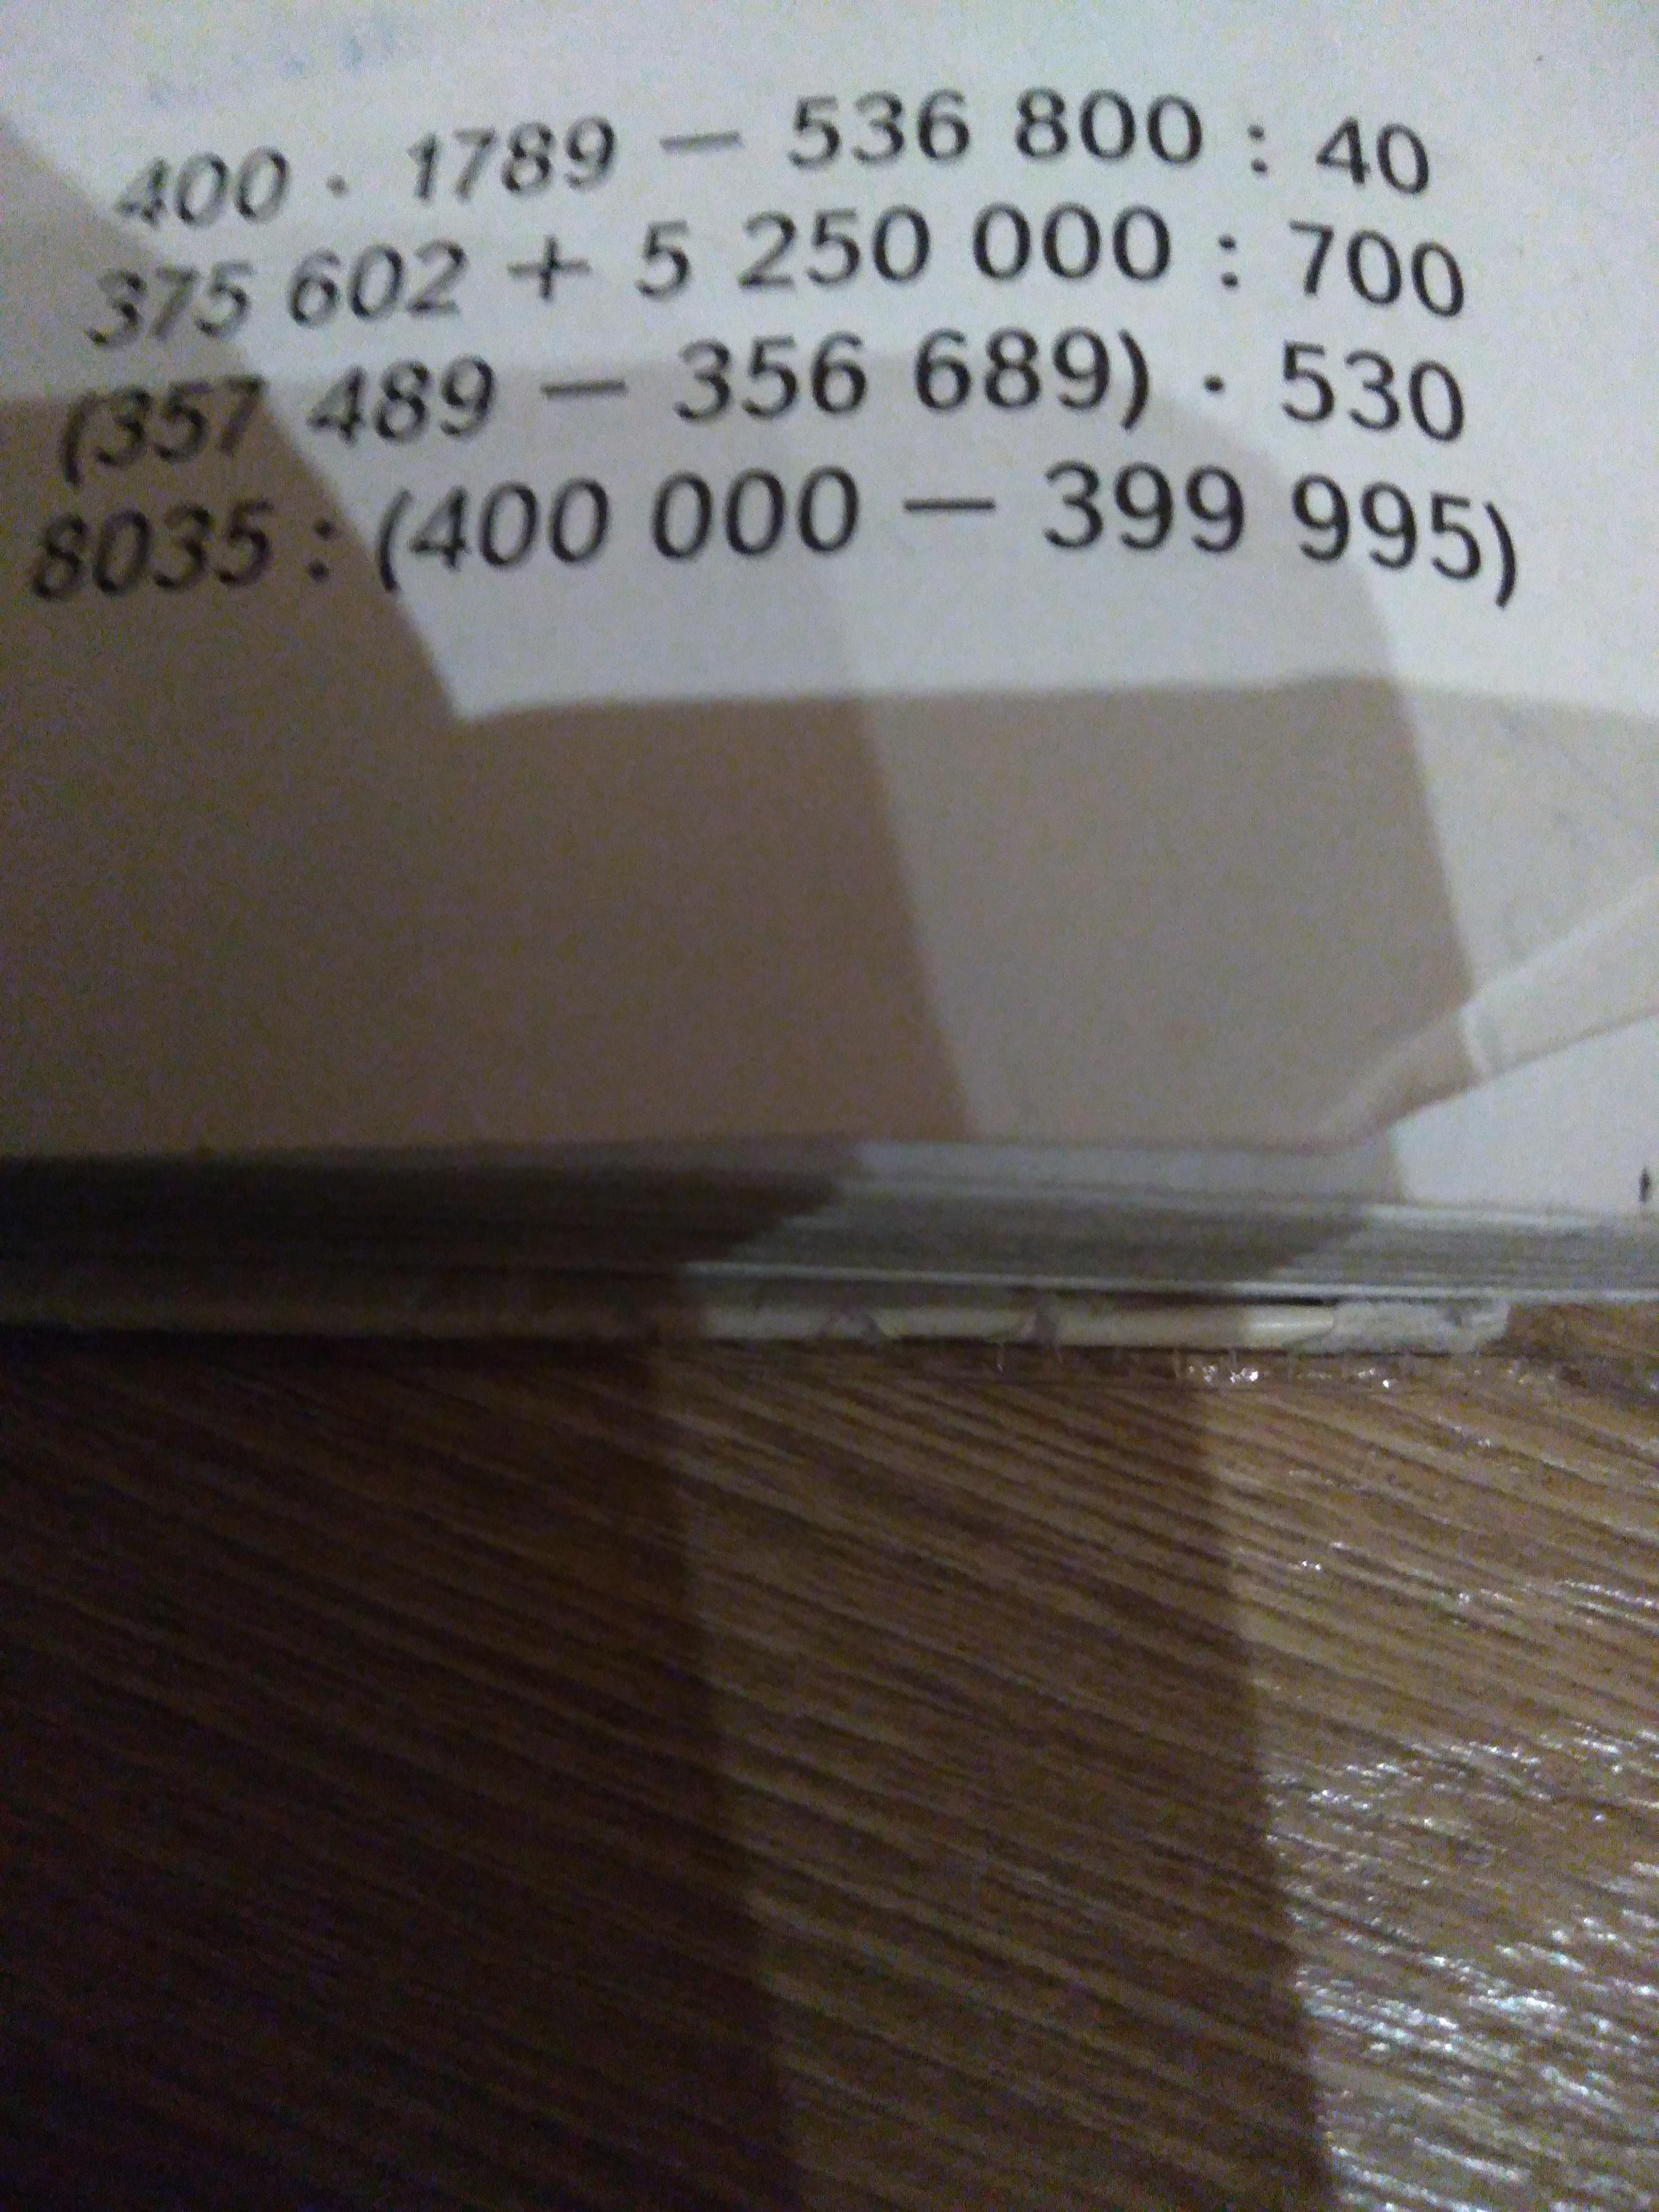 400 · 1789 — 536 800 : 40
375 602 + 5 250 000 : 700
(357 489 — 356 689) · 530
8035 : (400 000 — 399 995)